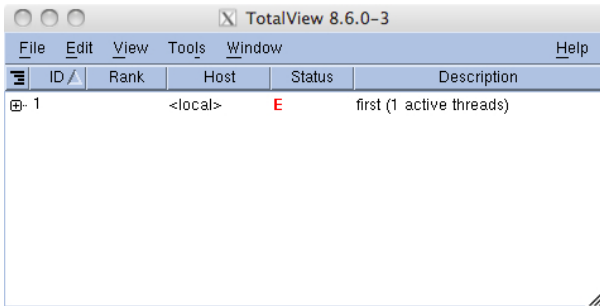 TotalView 8.6.0-3
File Edit View Tools Window Help
ID Rank Host Status Description
1 <local> E first (1 active threads)